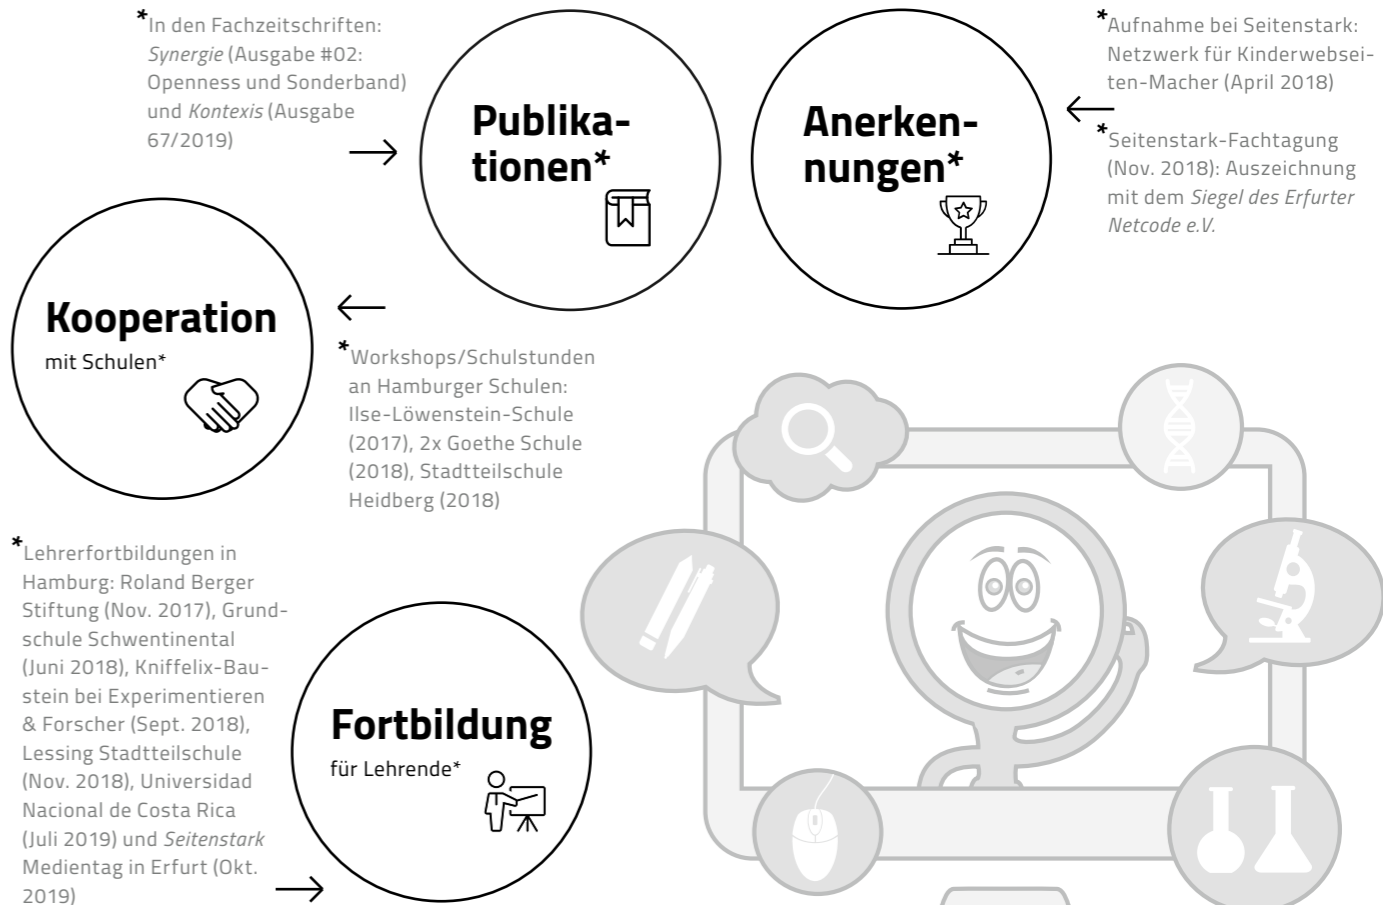 *In den Fachzeitschriften:
Synergie (Ausgabe #02:
Openness und Sonderband)
und Kontexis (Ausgabe
67/2019)
Publika-
tionen*
Anerken-
nungen*
*Aufnahme bei Seitenstark:
Netzwerk für Kinderwebsei-
ten-Macher (April 2018)
*Seitenstark-Fachtagung
(Nov. 2018): Auszeichnung
mit dem Siegel des Erfurter
Netcode e.V.
Kooperation
mit Schulen*
*Workshops/Schulstunden
an Hamburger Schulen:
Ilse-Löwenstein-Schule
(2017), 2x Goethe Schule
(2018), Stadtteilschule
Heidberg (2018)
*Lehrerfortbildungen in
Hamburg: Roland Berger
Stiftung (Nov. 2017), Grund-
schule Schwentinental
(Juni 2018), Kniffelix-Bau-
stein bei Experimentieren
& Forscher (Sept. 2018),
Lessing Stadtteilschule
(Nov. 2018), Universidad
Nacional de Costa Rica
(Juli 2019) und Seitenstark
Medientag in Erfurt (Okt.
2019)
Fortbildung
für Lehrende*